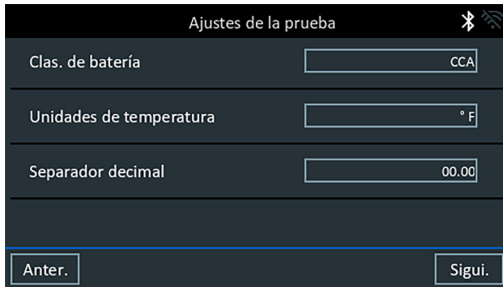 Ajustes de la prueba
Clas. de batería CCA
Unidades de temperatura ° F
Separador decimal 00.00
Anter. Sigui.